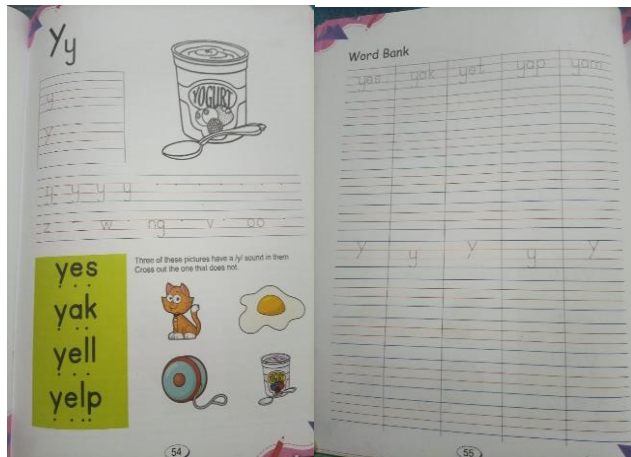 Yy
YOGURT
y
y
y y y y
z w ng v oo
yes
yak
yell
yelp
Three of these pictures have a /y/ sound in them.
Cross out the one that does not.
54
Word Bank
yes yak yet yap yam
Y y Y y Y
55